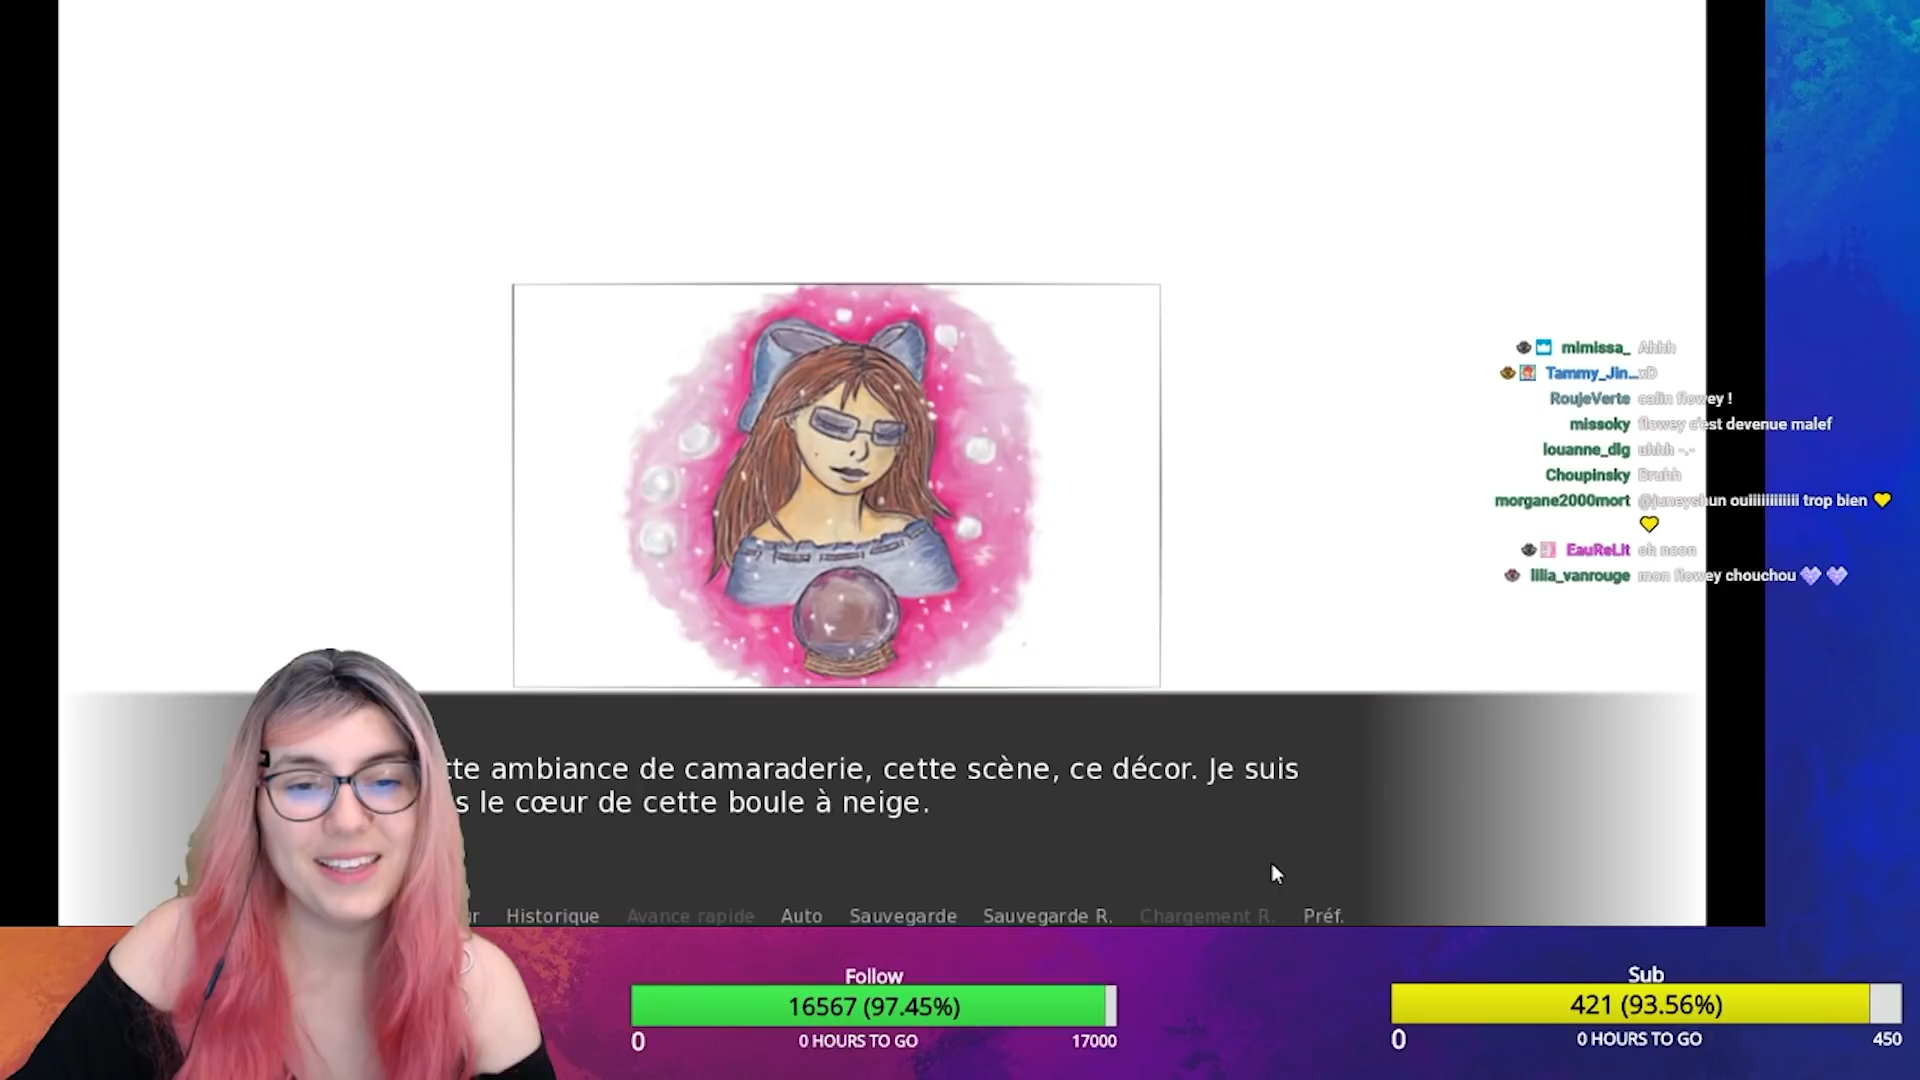 mimissa_ Ahhh
Tammy_Jin... xD
RoujeVerte calin flowey !
missoky flowey c'est devenue malef
louanne_dlg uhhh -.-
Choupinsky Bruhh
morgane2000mort @juneyshun ouiiiiiiiiiiii trop bien 💛
💛
EauReLit oh noon
lilia_vanrouge mon flowey chouchou
tte ambiance de camaraderie, cette scène, ce décor. Je suis
s le cœur de cette boule à neige.
ur Historique Avance rapide Auto Sauvegarde Sauvegarde R. Chargement R. Préf.
Follow
16567 (97.45%)
0 0 HOURS TO GO 17000
Sub
421 (93.56%)
0 0 HOURS TO GO 450